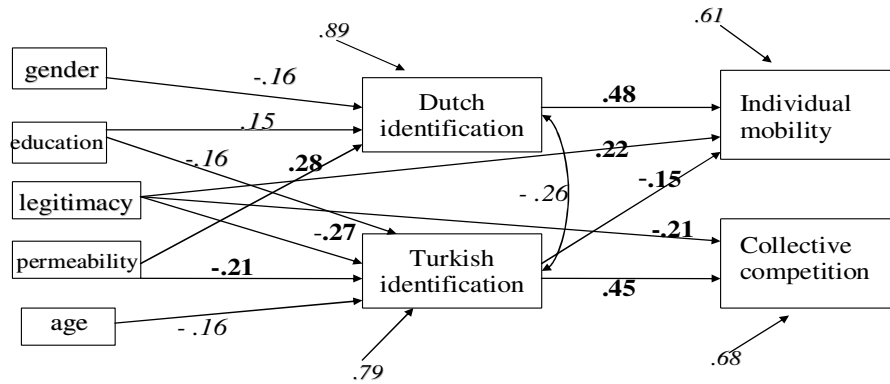 .89
.61
gender
-.16
Dutch
identification
.48
Individual
mobility
education
.15
-.16
.28
.22
legitimacy
- .26
-.15
-.27
-.21
permeability
-.21
Turkish
identification
Collective
competition
.45
age
- .16
.79
.68